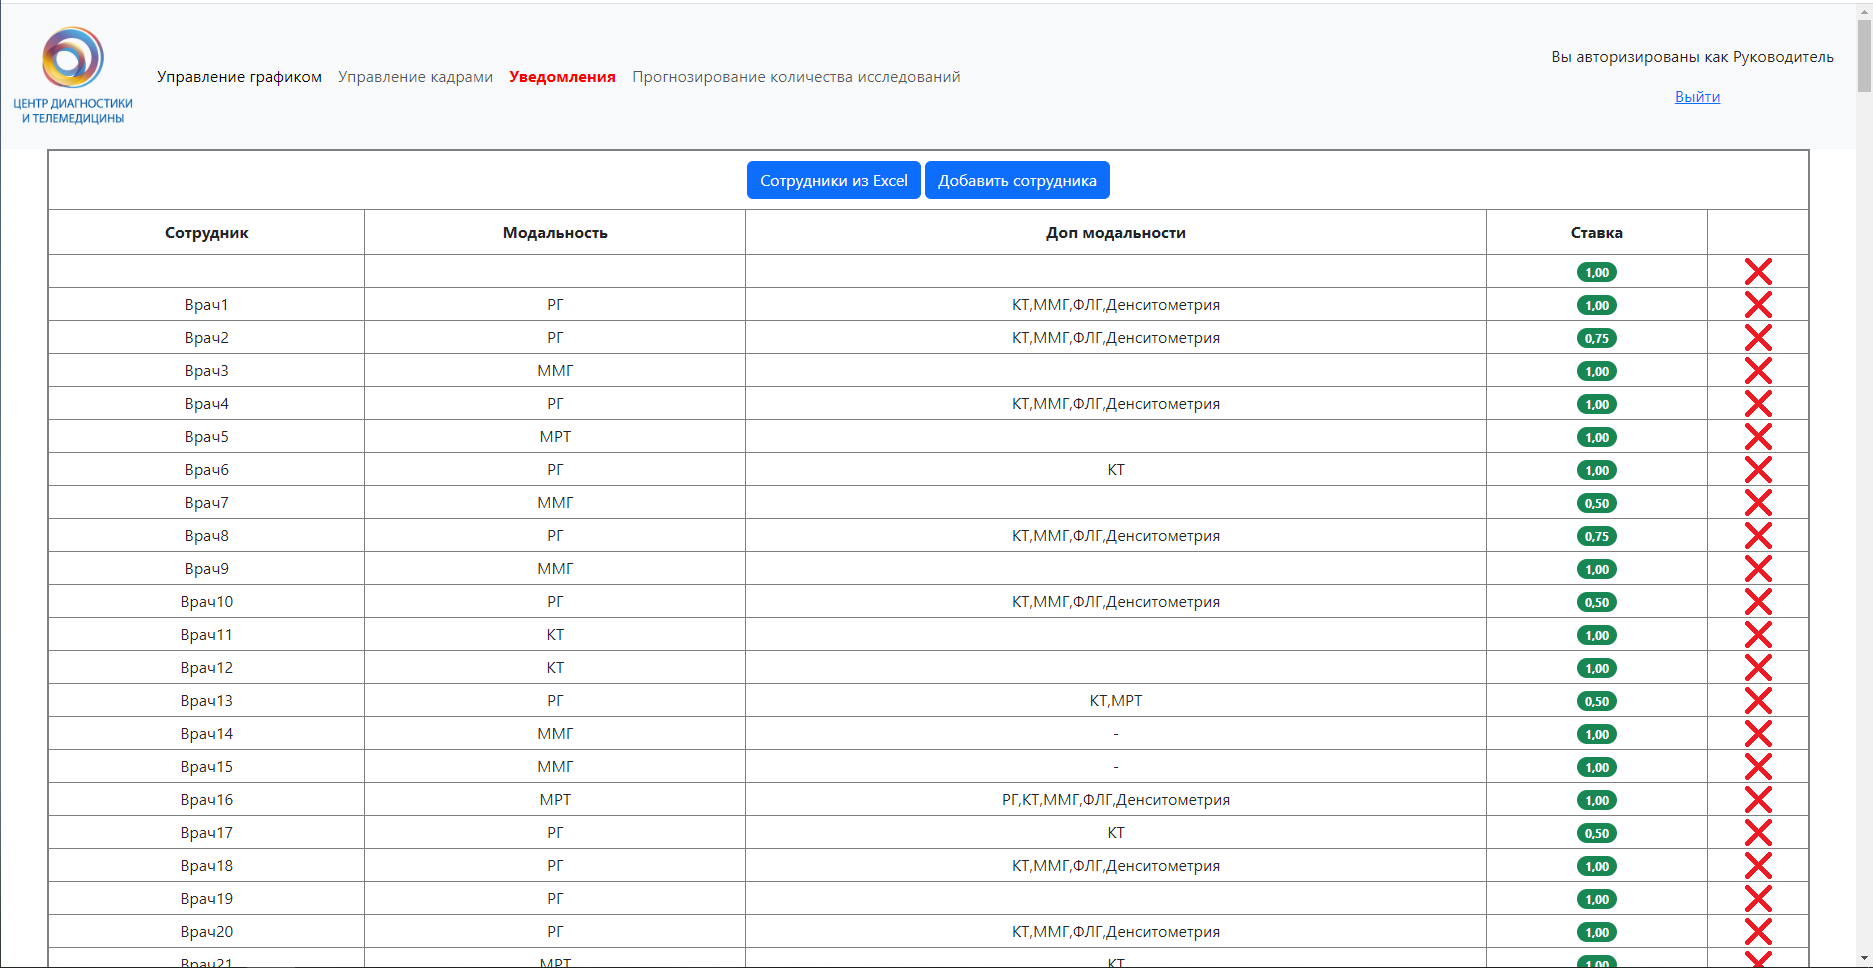 ЦЕНТР ДИАГНОСТИКИ
И ТЕЛЕМЕДИЦИНЫ
Управление графиком Управление кадрами Уведомления Прогнозирование количества исследований
Вы авторизированы как Руководитель
Выйти
Сотрудники из Excel Добавить сотрудника
Сотрудник Модальность Доп модальности Ставка
1,00
Врач1 РГ КТ,ММГ,ФЛГ,Денситометрия 1,00
Врач2 РГ КТ,ММГ,ФЛГ,Денситометрия 0,75
Врач3 ММГ 1,00
Врач4 РГ КТ,ММГ,ФЛГ,Денситометрия 1,00
Врач5 МРТ 1,00
Врач6 РГ КТ 1,00
Врач7 ММГ 0,50
Врач8 РГ КТ,ММГ,ФЛГ,Денситометрия 0,75
Врач9 ММГ 1,00
Врач10 РГ КТ,ММГ,ФЛГ,Денситометрия 0,50
Врач11 КТ 1,00
Врач12 КТ 1,00
Врач13 РГ КТ,МРТ 0,50
Врач14 ММГ - 1,00
Врач15 ММГ - 1,00
Врач16 МРТ РГ,КТ,ММГ,ФЛГ,Денситометрия 1,00
Врач17 РГ КТ 0,50
Врач18 РГ КТ,ММГ,ФЛГ,Денситометрия 1,00
Врач19 РГ 1,00
Врач20 РГ КТ,ММГ,ФЛГ,Денситометрия 1,00
Врач21 МРТ КТ 1,00